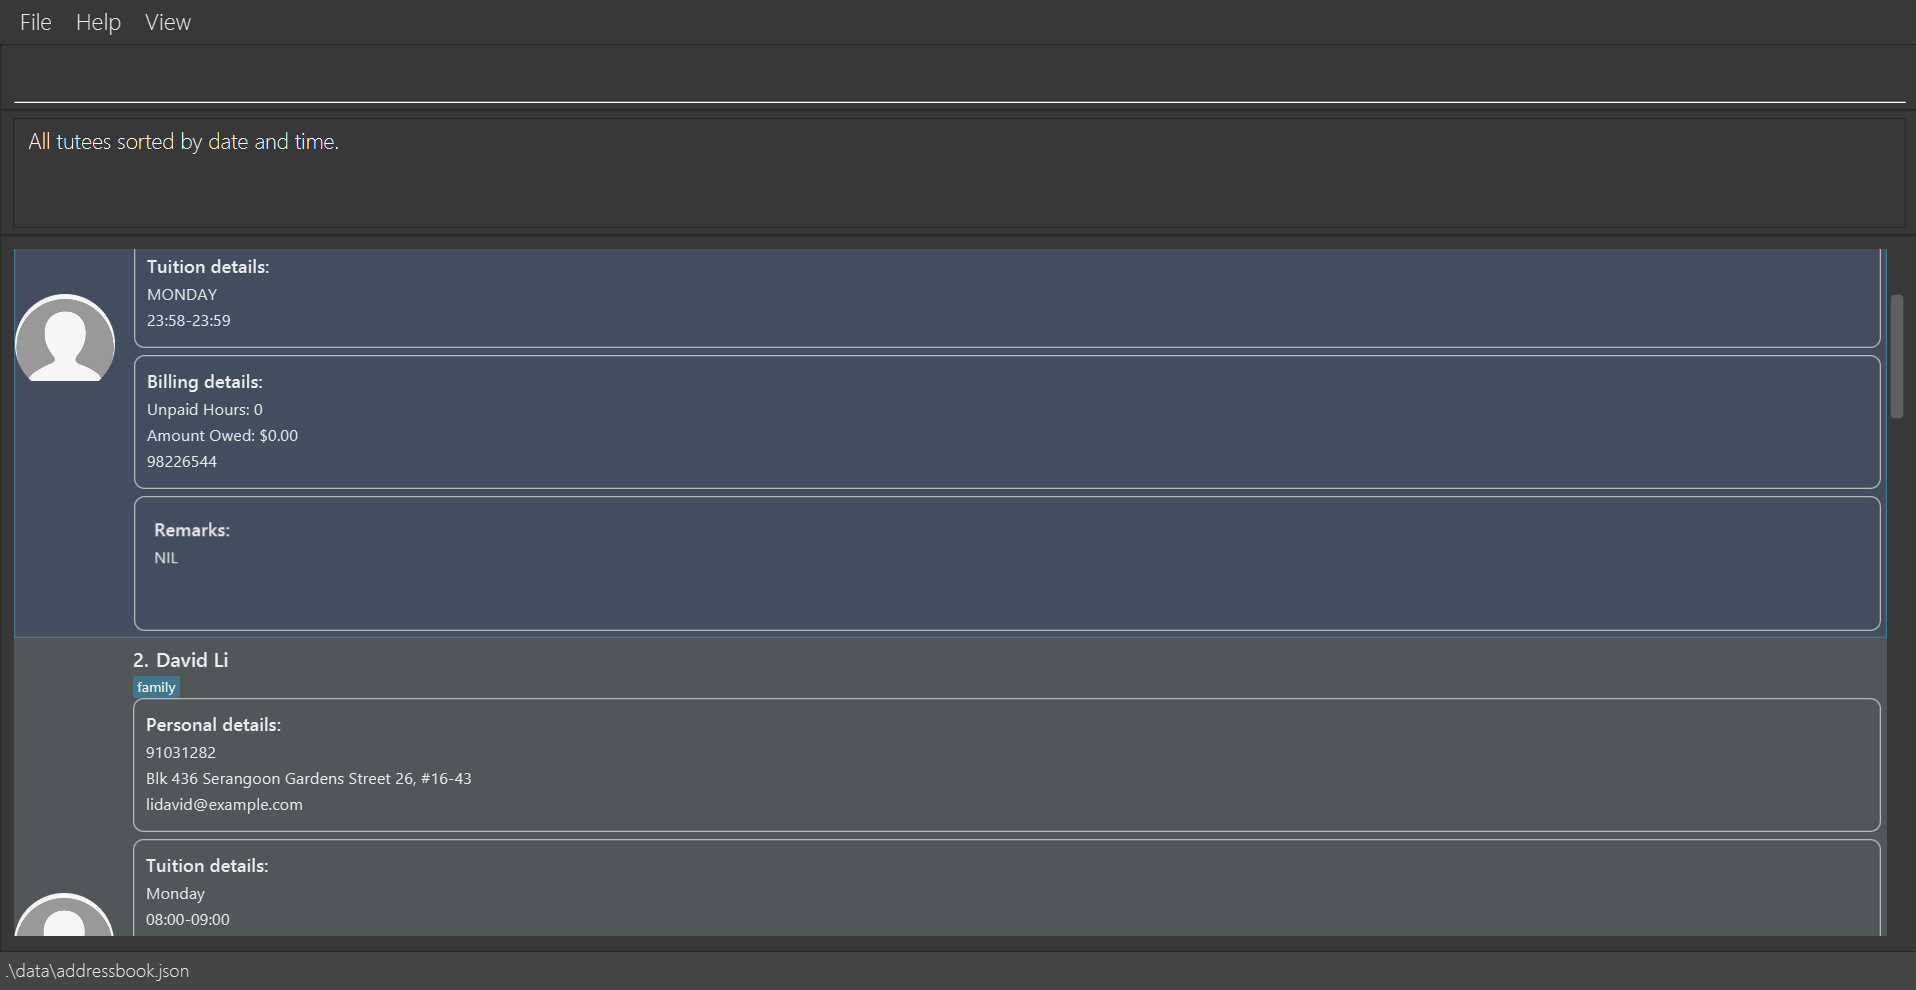 File Help View
All tutees sorted by date and time.
Tuition details:
MONDAY
23:58-23:59
Billing details:
Unpaid Hours: 0
Amount Owed: $0.00
98226544
Remarks:
NIL
2. David Li
family
Personal details:
91031282
Blk 436 Serangoon Gardens Street 26, #16-43
lidavid@example.com
Tuition details:
Monday
08:00-09:00
.\data\addressbook.json